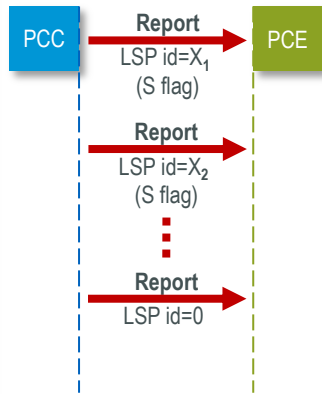 PCC
Report
PCE
LSP id=X₁
(S flag)
Report
LSP id=X₂
(S flag)
Report
LSP id=0